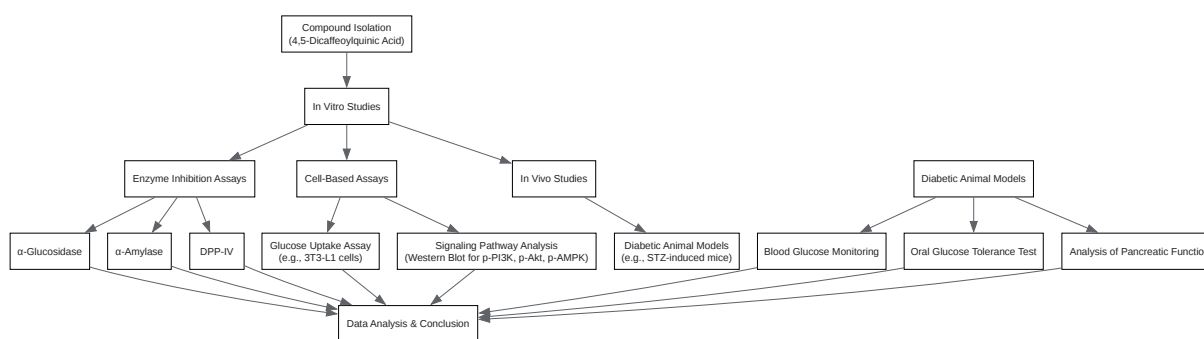 Compound Isolation
(4,5-Dicaffeoylquinic Acid)
In Vitro Studies
Enzyme Inhibition Assays
Cell-Based Assays
In Vivo Studies
Diabetic Animal Models
α-Glucosidase
α-Amylase
DPP-IV
Glucose Uptake Assay
(e.g., 3T3-L1 cells)
Signaling Pathway Analysis
(Western Blot for p-PI3K, p-Akt, p-AMPK)
Diabetic Animal Models
(e.g., STZ-induced mice)
Blood Glucose Monitoring
Oral Glucose Tolerance Test
Analysis of Pancreatic Functio
Data Analysis & Conclusion